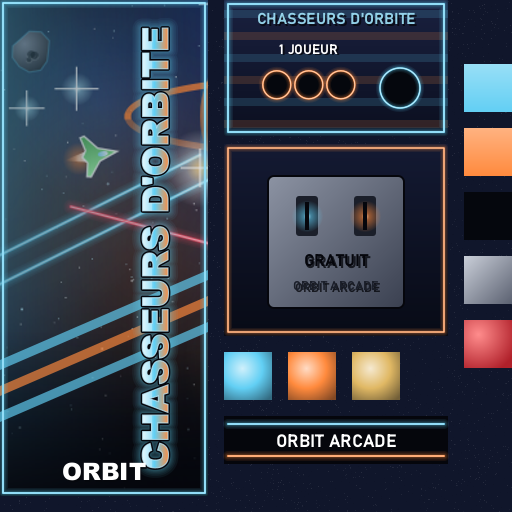 CHASSEURS D'ORBITE
ORBIT
CHASSEURS D'ORBITE
1 JOUEUR
GRATUIT
ORBIT ARCADE
ORBIT ARCADE